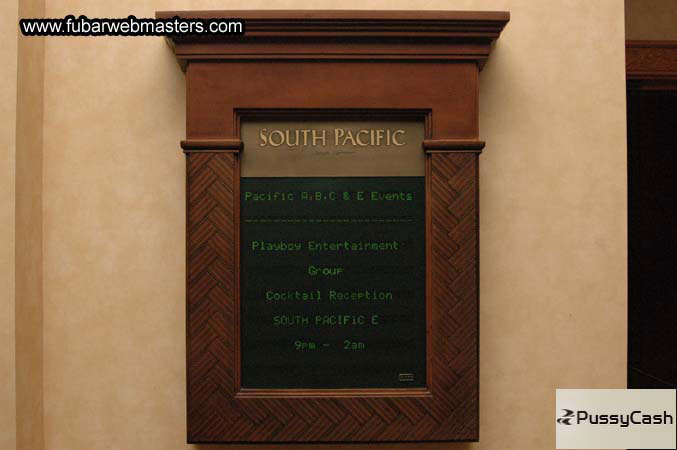 www.fubarwebmasters.com
SOUTH PACIFIC
Pacific A,B,C & E Events
Playboy Entertainment
Group
Cocktail Reception
SOUTH PACIFIC E
9pm - 2am
PussyCash